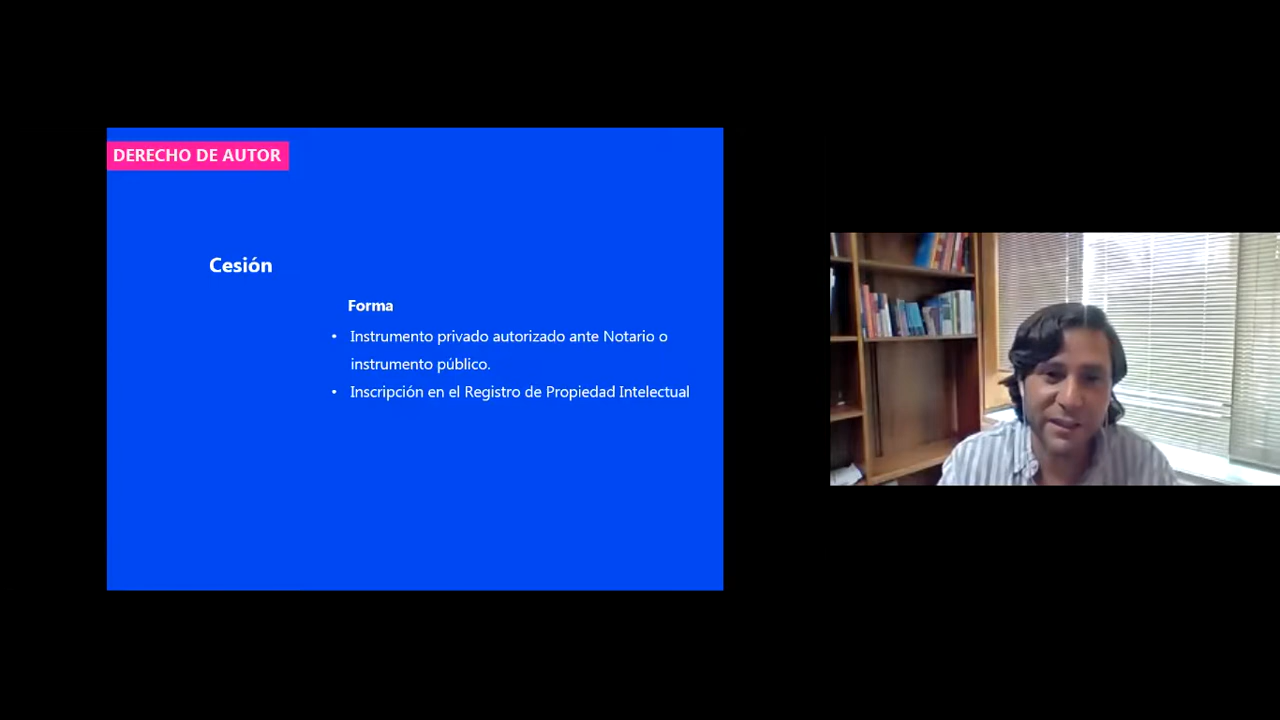 DERECHO DE AUTOR
Cesión
Forma
• Instrumento privado autorizado ante Notario o
instrumento público.
• Inscripción en el Registro de Propiedad Intelectual